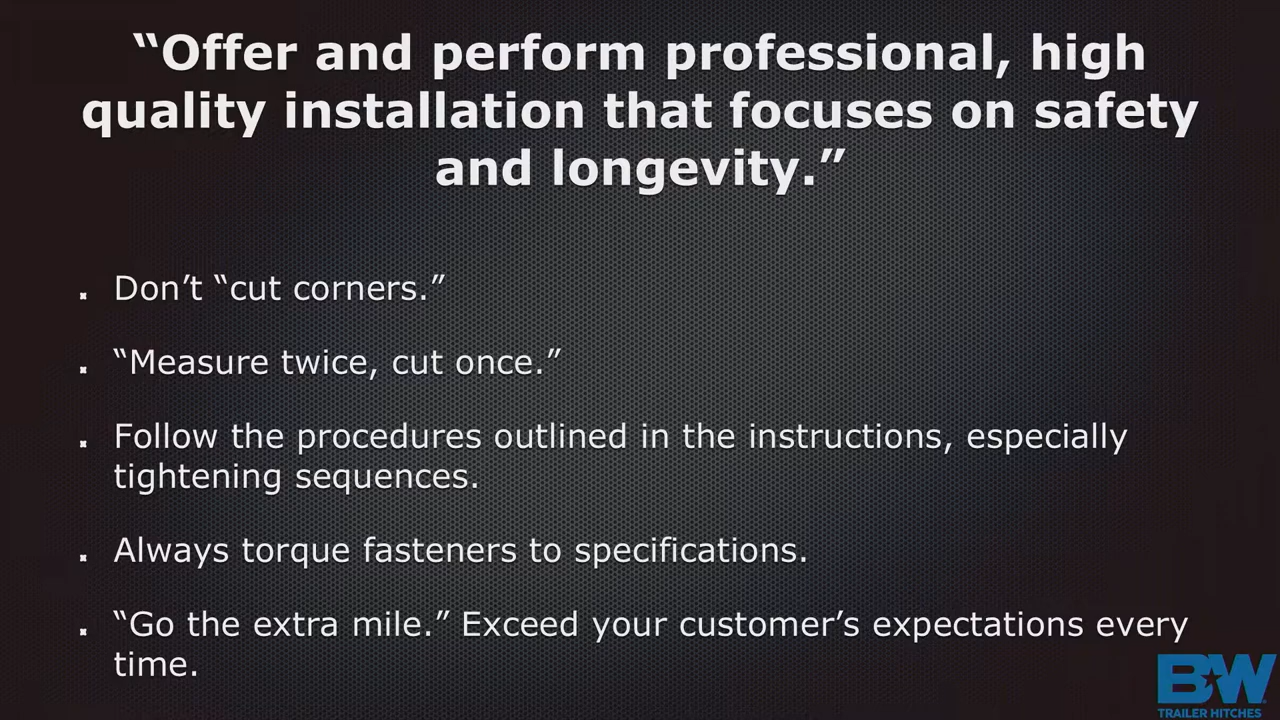 “Offer and perform professional, high
quality installation that focuses on safety
and longevity.”
Don’t “cut corners.”
“Measure twice, cut once.”
Follow the procedures outlined in the instructions, especially
tightening sequences.
Always torque fasteners to specifications.
“Go the extra mile.” Exceed your customer’s expectations every
time.
BW
TRAILER HITCHES